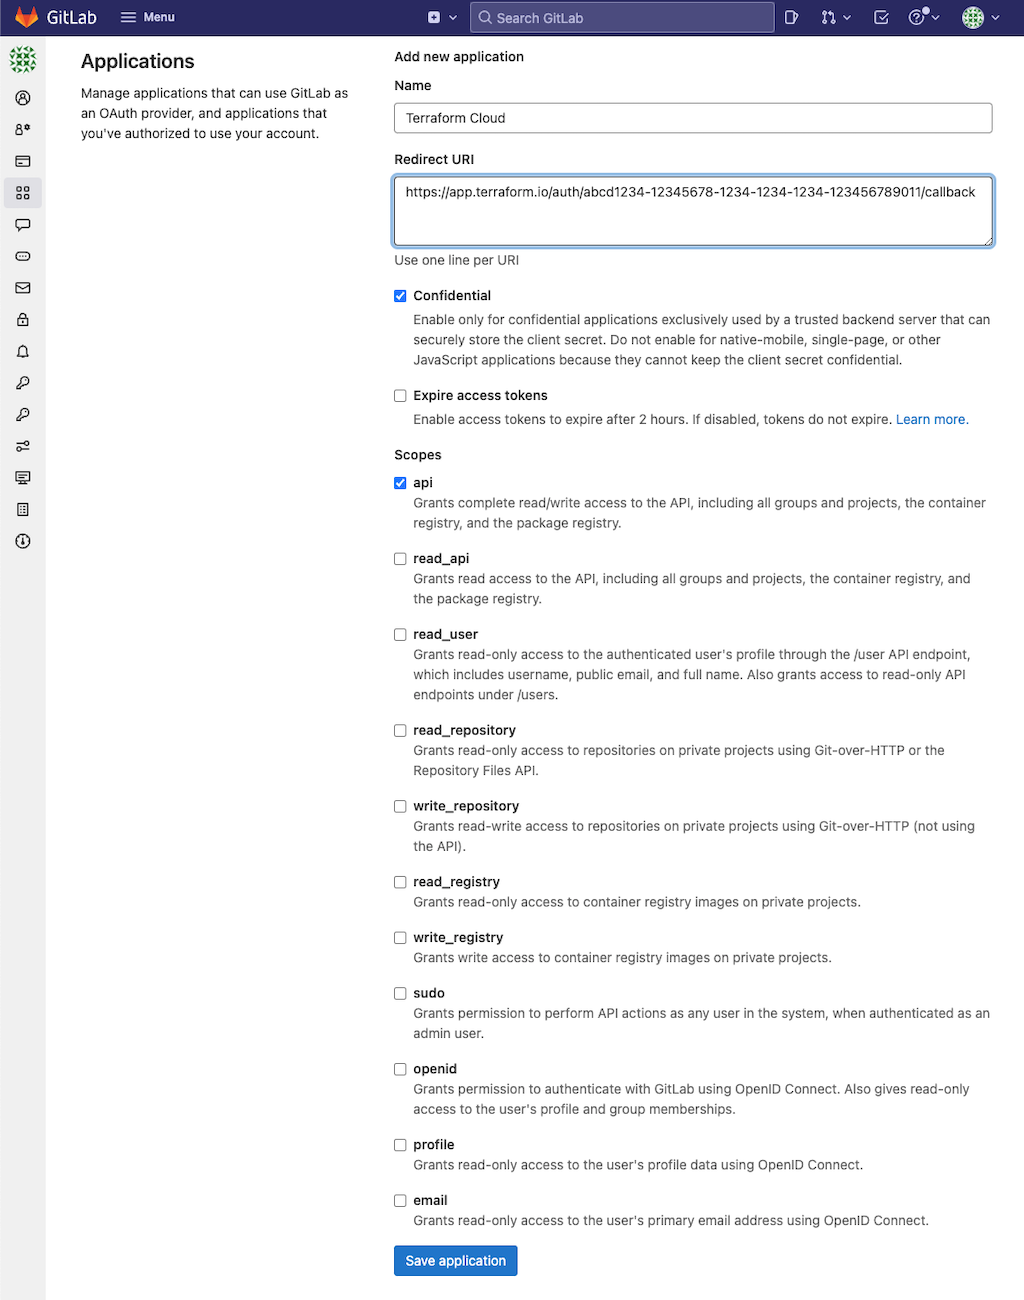 GitLab Menu Search GitLab
Applications
Manage applications that can use GitLab as
an OAuth provider, and applications that
you've authorized to use your account.
Add new application
Name
Terraform Cloud
Redirect URI
https://app.terraform.io/auth/abcd1234-12345678-1234-1234-1234-123456789011/callback
Use one line per URI
Confidential
Enable only for confidential applications exclusively used by a trusted backend server that can
securely store the client secret. Do not enable for native-mobile, single-page, or other
JavaScript applications because they cannot keep the client secret confidential.
Expire access tokens
Enable access tokens to expire after 2 hours. If disabled, tokens do not expire. Learn more.
Scopes
api
Grants complete read/write access to the API, including all groups and projects, the container
registry, and the package registry.
read_api
Grants read access to the API, including all groups and projects, the container registry, and
the package registry.
read_user
Grants read-only access to the authenticated user's profile through the /user API endpoint,
which includes username, public email, and full name. Also grants access to read-only API
endpoints under /users.
read_repository
Grants read-only access to repositories on private projects using Git-over-HTTP or the
Repository Files API.
write_repository
Grants read-write access to repositories on private projects using Git-over-HTTP (not using
the API).
read_registry
Grants read-only access to container registry images on private projects.
write_registry
Grants write access to container registry images on private projects.
sudo
Grants permission to perform API actions as any user in the system, when authenticated as an
admin user.
openid
Grants permission to authenticate with GitLab using OpenID Connect. Also gives read-only
access to the user's profile and group memberships.
profile
Grants read-only access to the user's profile data using OpenID Connect.
email
Grants read-only access to the user's primary email address using OpenID Connect.
Save application